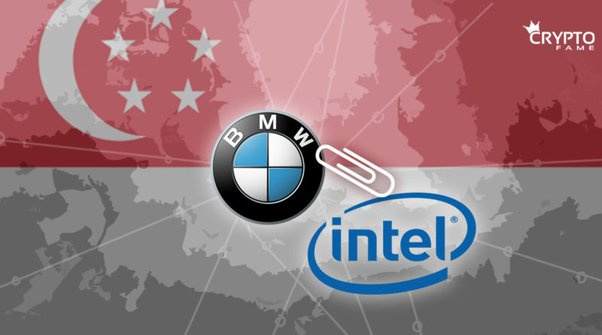 CRYPTO
FAME
BMW
intel®